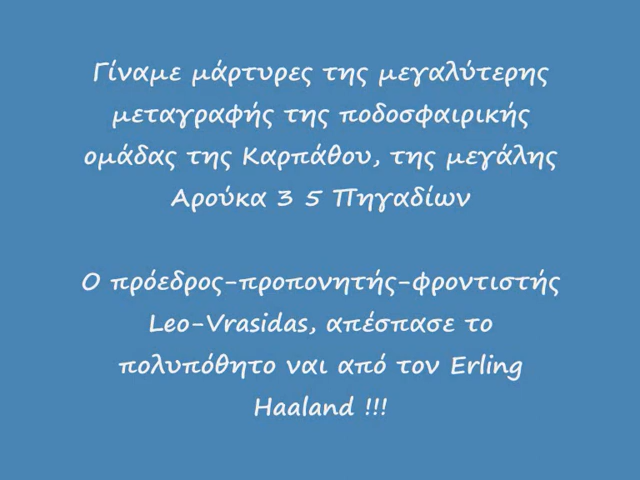 Γίναμε μάρτυρες της μεγαλύτερης
μεταγραφής της ποδοσφαιρικής
ομάδας της Καρπάθου, της μεγάλης
Αρούκα 3 5 Πηγαδίων
Ο πρόεδρος-προπονητής-φροντιστής
Leo-Vrasidas, απέσπασε το
πολυπόθητο ναι από τον Erling
Haaland !!!